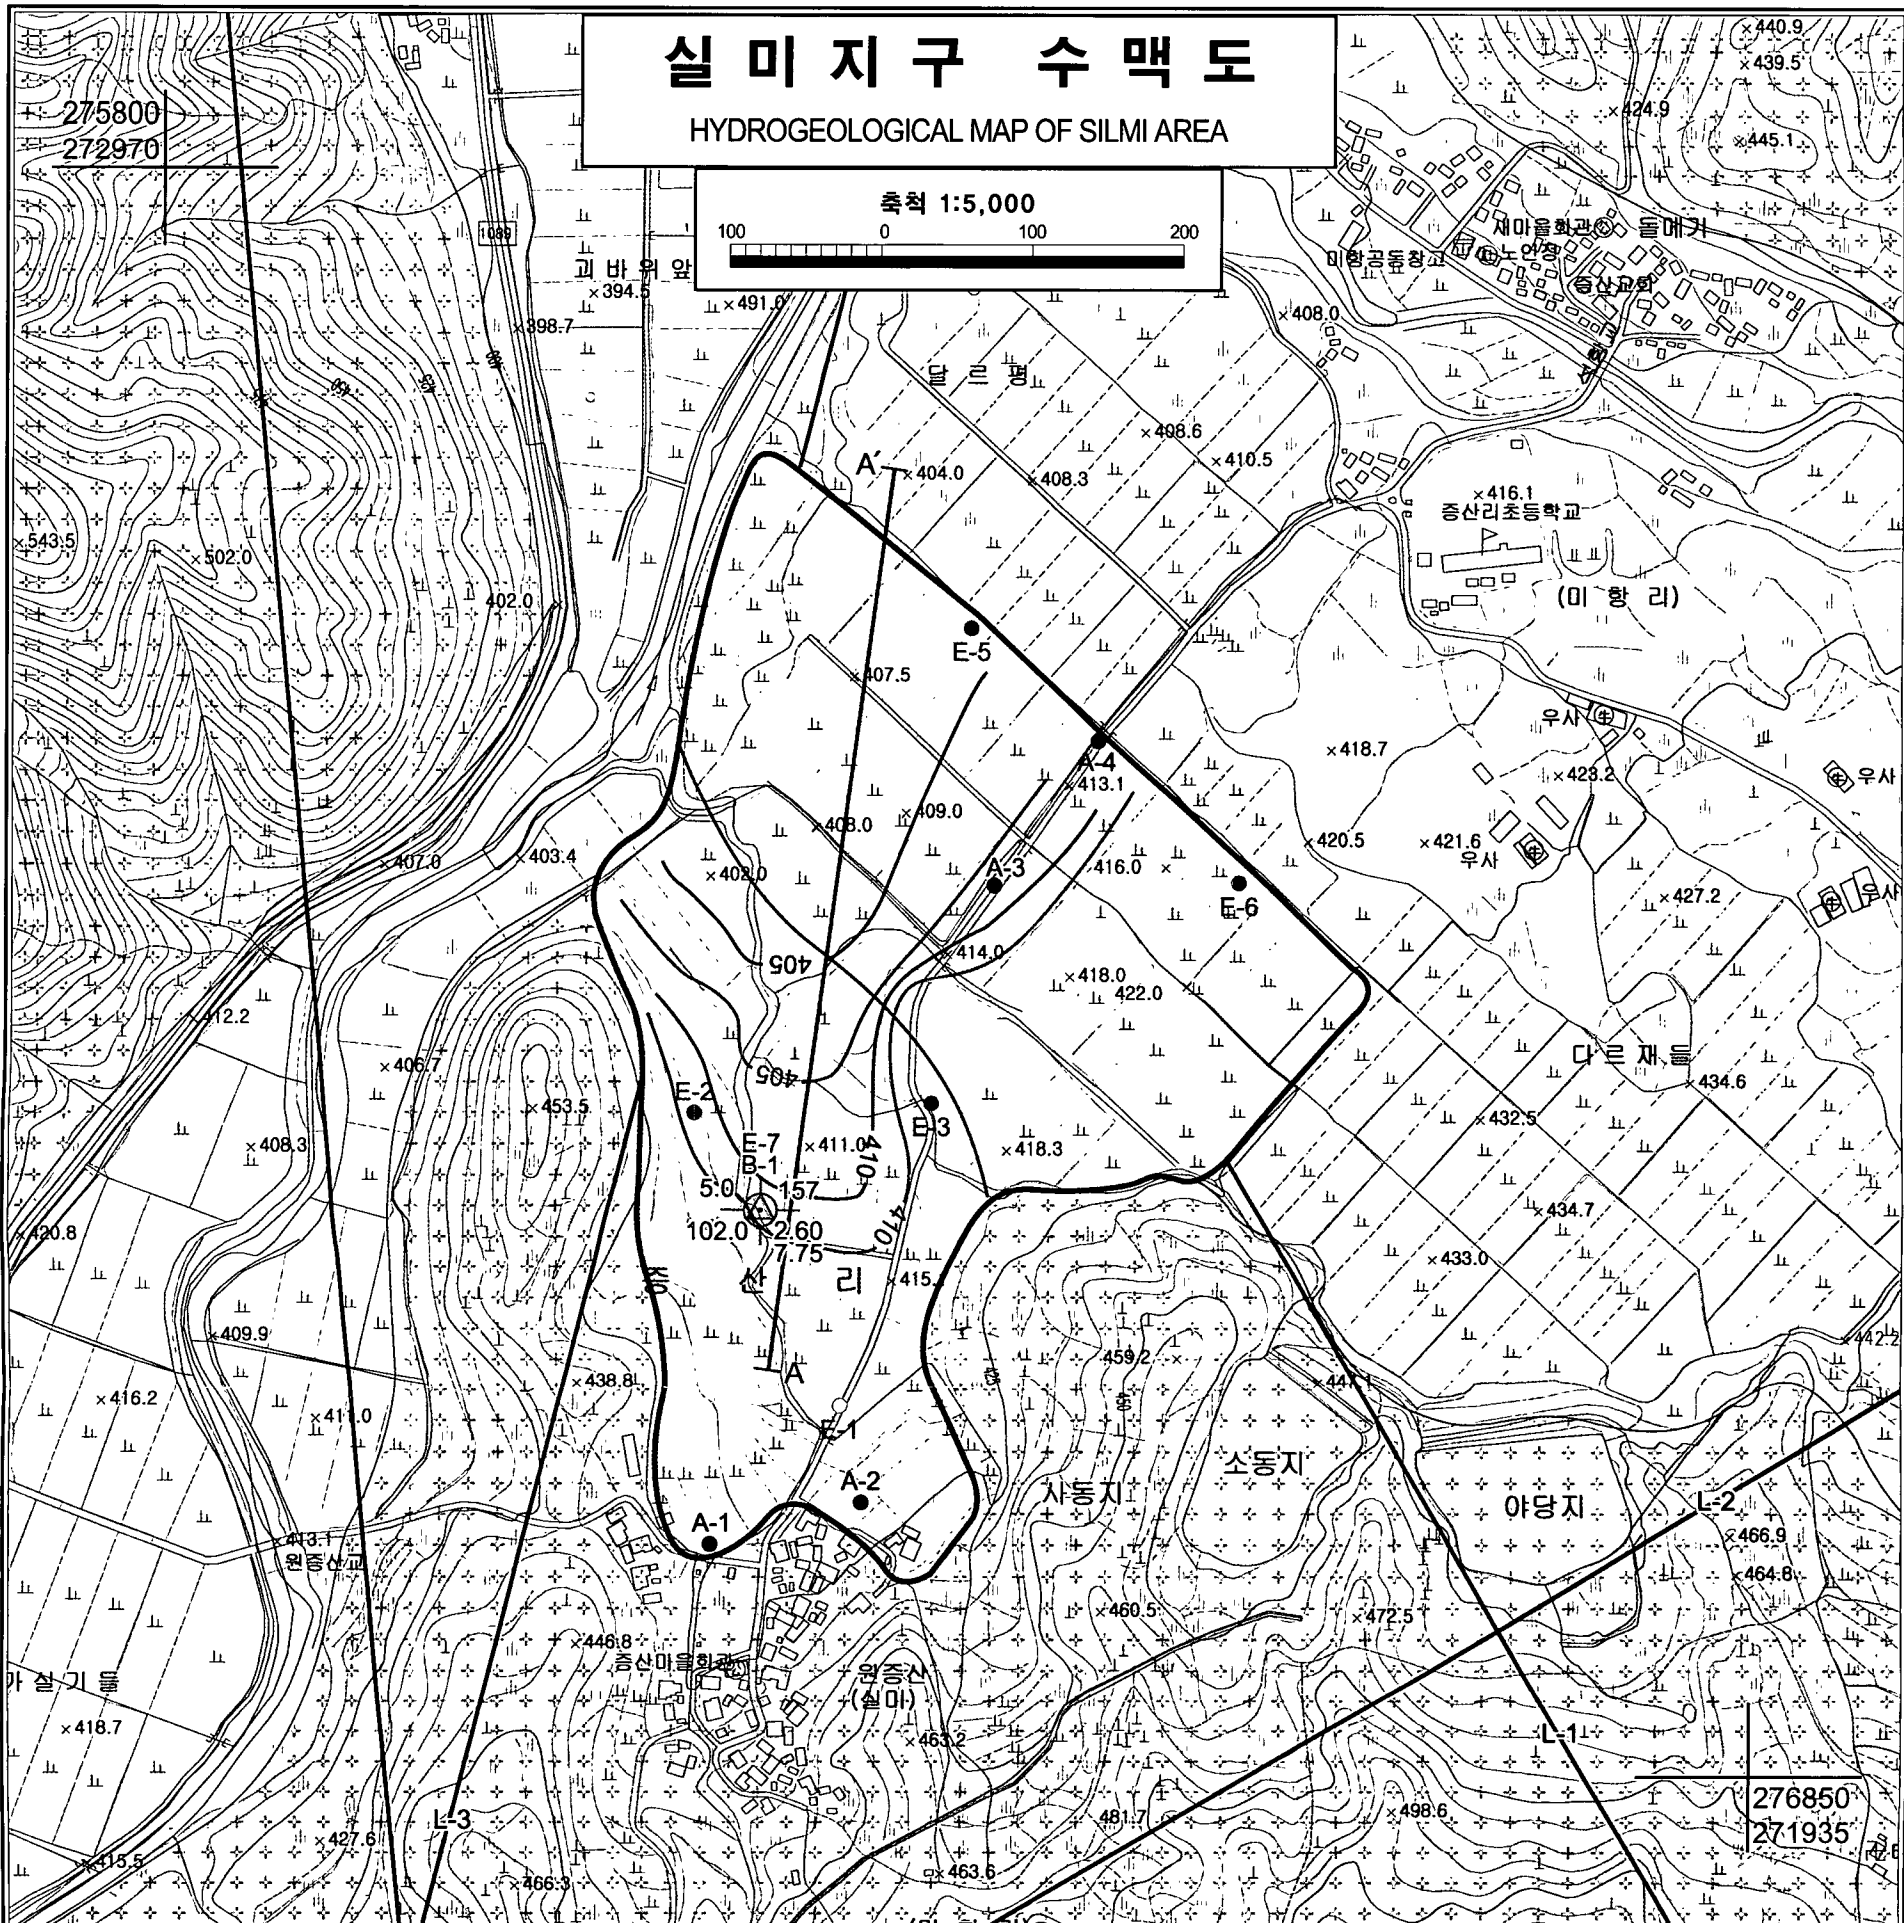 실미지구 수맥도
HYDROGEOLOGICAL MAP OF SILMI AREA
축척 1:5,000
100 0 100 200
275800
272970
×440.9
×439.5
×424.9
×445.1
1089
괴바위앞
×394.5
×491.0
×398.7
×408.0
재마을회관
돌메기
미항공동창고
노인정
증산교회
달르평
×408.6
×410.5
A′
×404.0
×408.3
×416.1
증산리초등학교
×543.5
×502.0
402.0
(미항리)
E-5
×407.5
우사
×418.7
A-4
×413.1
×423.2
우사
×409.0
×408.0
×420.5
×421.6
우사
×407.0
×403.4
×402.0
A-3
416.0 ×
E-6
×427.2
우사
405
×414.0
×418.0
422.0
×412.2
×406.7
다르재들
405
×434.6
E-2
×453.5
E-3
×432.5
×408.3
E-7
B-1
×411.0
410
×418.3
5.0
157
102.0
2.60
7.75
410
×434.7
×420.8
×433.0
증산리
×415.
×409.9
459.2 ×
×442.2
A
×438.8
×447.1
×416.2
×411.0
450
E-1
소동지
A-2
사동지
야당지
L-2
A-1
×413.1
원증산교
×466.9
×464.8
×460.5
×472.5
×446.8
증산마을회관
원증산
(실미)
가실기들
×418.7
×463.2
L-1
276850
271935
481.7
×498.6
L-3
×427.6
×415.5
×463.6
×466.3